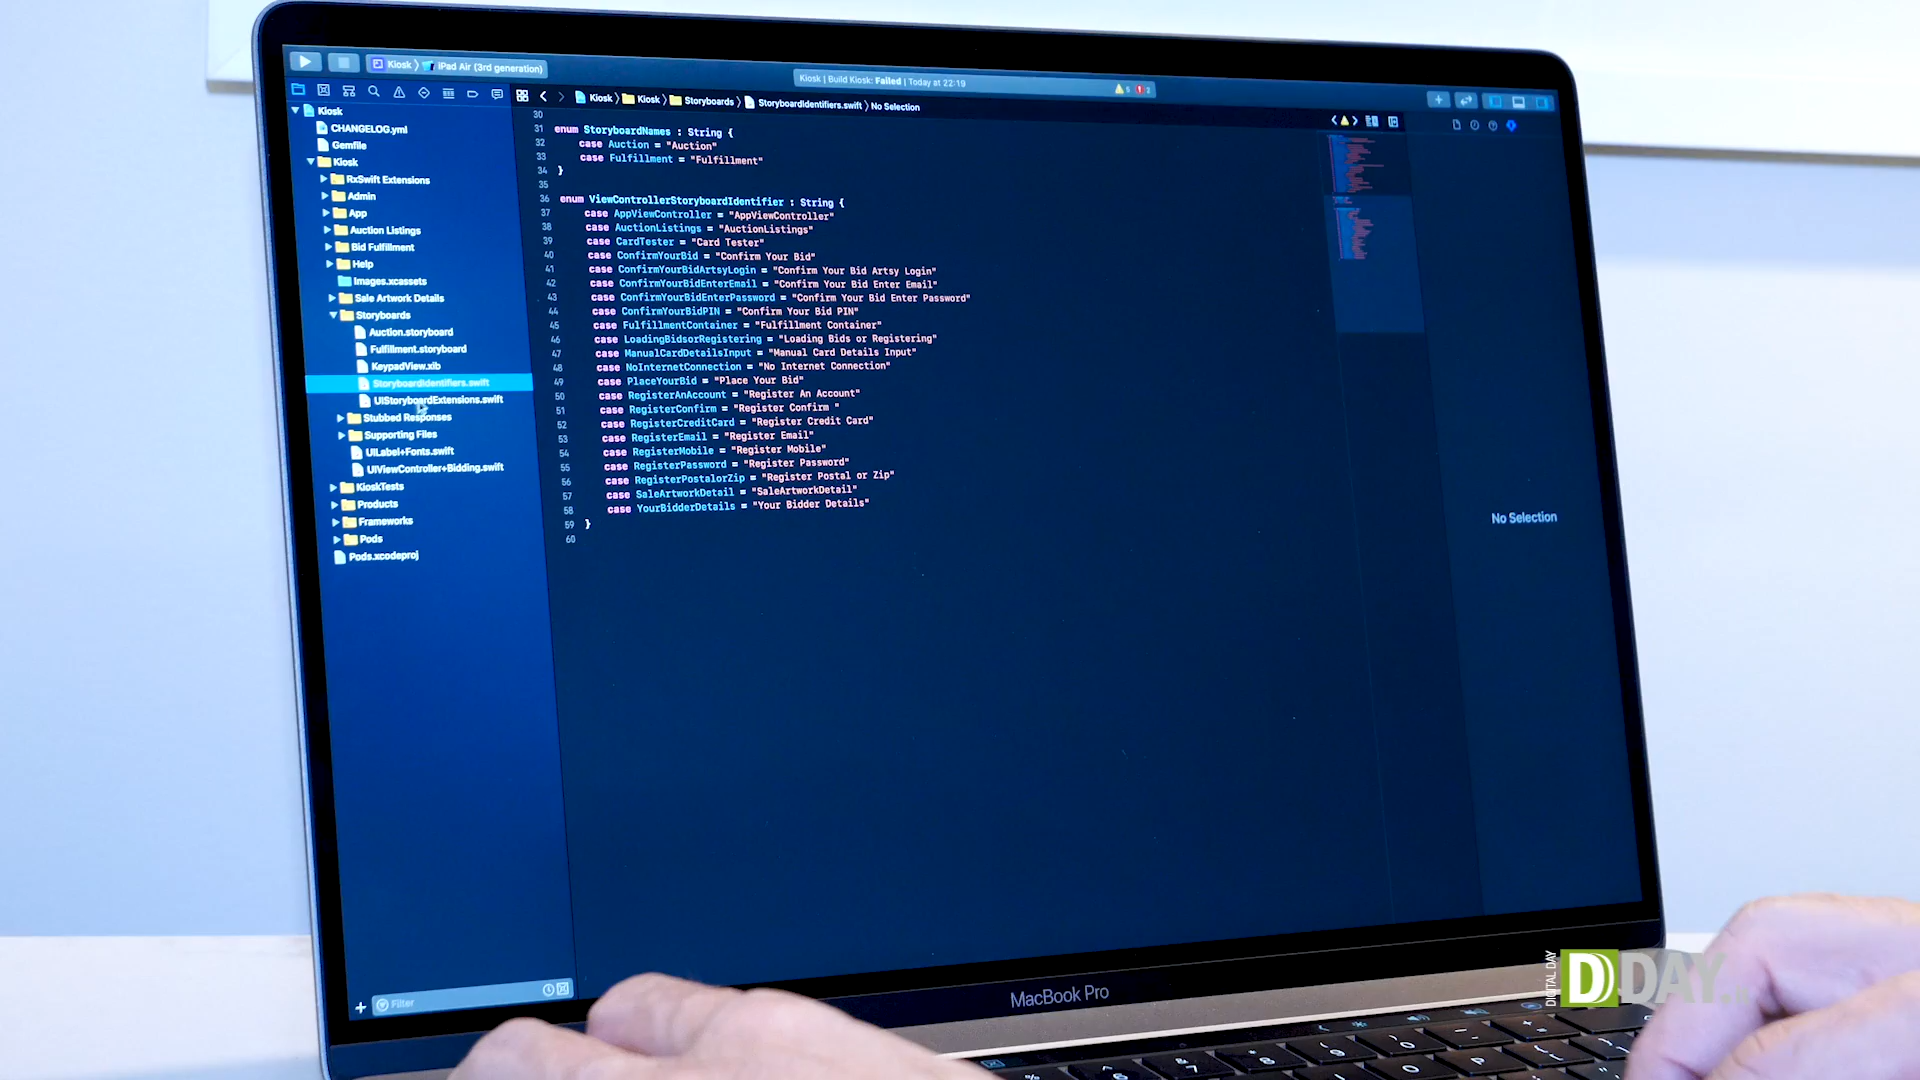 Kiosk iPad Air (3rd generation)
Kiosk | Build Kiosk: Failed | Today at 22:19
Kiosk Kiosk Storyboards StoryboardIdentifiers.swift No Selection
Kiosk
CHANGELOG.yml
Gemfile
Kiosk
RxSwift Extensions
Admin
App
Auction Listings
Bid Fulfillment
Help
Images.xcassets
Sale Artwork Details
Storyboards
Auction.storyboard
Fulfillment.storyboard
KeypadView.xib
StoryboardIdentifiers.swift
UIStoryboardExtensions.swift
Stubbed Responses
Supporting Files
UILabel+Fonts.swift
UIViewController+Bidding.swift
KioskTests
Products
Frameworks
Pods
Pods.xcodeproj
Filter
30
31 enum StoryboardNames : String {
32 case Auction = "Auction"
33 case Fulfillment = "Fulfillment"
34 }
35
36 enum ViewControllerStoryboardIdentifier : String {
37 case AppViewController = "AppViewController"
38 case AuctionListings = "AuctionListings"
39 case CardTester = "Card Tester"
40 case ConfirmYourBid = "Confirm Your Bid"
41 case ConfirmYourBidArtsyLogin = "Confirm Your Bid Artsy Login"
42 case ConfirmYourBidEnterEmail = "Confirm Your Bid Enter Email"
43 case ConfirmYourBidEnterPassword = "Confirm Your Bid Enter Password"
44 case ConfirmYourBidPIN = "Confirm Your Bid PIN"
45 case FulfillmentContainer = "Fulfillment Container"
46 case LoadingBidsorRegistering = "Loading Bids or Registering"
47 case ManualCardDetailsInput = "Manual Card Details Input"
48 case NoInternetConnection = "No Internet Connection"
49 case PlaceYourBid = "Place Your Bid"
50 case RegisterAnAccount = "Register An Account"
51 case RegisterConfirm = "Register Confirm "
52 case RegisterCreditCard = "Register Credit Card"
53 case RegisterEmail = "Register Email"
54 case RegisterMobile = "Register Mobile"
55 case RegisterPassword = "Register Password"
56 case RegisterPostalorZip = "Register Postal or Zip"
57 case SaleArtworkDetail = "SaleArtworkDetail"
58 case YourBidderDetails = "Your Bidder Details"
59 }
60
No Selection
MacBook Pro
DIGITAL DAY
DDAY.it